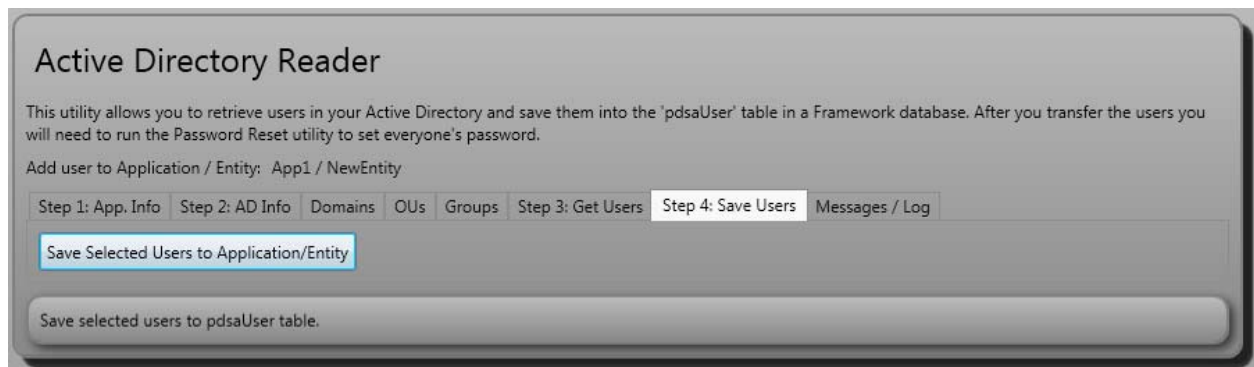 Active Directory Reader
This utility allows you to retrieve users in your Active Directory and save them into the 'pdsaUser' table in a Framework database. After you transfer the users you
will need to run the Password Reset utility to set everyone's password.
Add user to Application / Entity: App1 / NewEntity
Step 1: App. Info Step 2: AD Info Domains OUs Groups Step 3: Get Users Step 4: Save Users Messages / Log
Save Selected Users to Application/Entity
Save selected users to pdsaUser table.